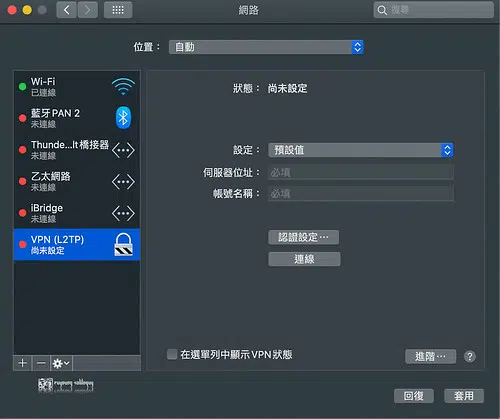 網路
搜尋
位置： 自動
Wi-Fi
已連線
藍牙 PAN 2
未連線
Thunde...lt 橋接器
未連線
乙太網路
未連線
iBridge
未連線
VPN (L2TP)
尚未設定
狀態： 尚未設定
設定： 預設值
伺服器位址： 必填
帳號名稱： 必填
認證設定…
連線
在選單列中顯示 VPN 狀態
進階… ?
回復 套用